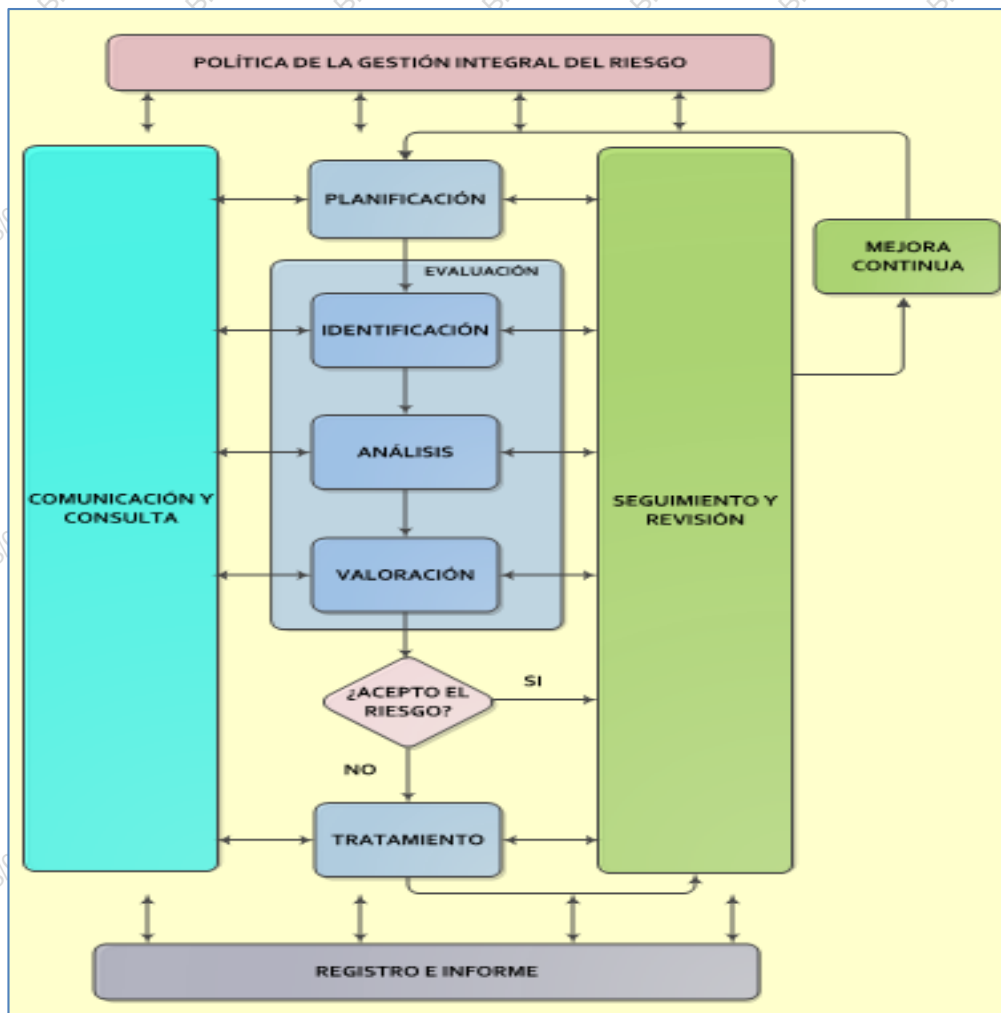 POLÍTICA DE LA GESTIÓN INTEGRAL DEL RIESGO
PLANIFICACIÓN
MEJORA
CONTINUA
EVALUACIÓN
IDENTIFICACIÓN
ANÁLISIS
COMUNICACIÓN Y
CONSULTA
SEGUIMIENTO Y
REVISIÓN
VALORACIÓN
¿ACEPTO EL
RIESGO?
SI
NO
TRATAMIENTO
REGISTRO E INFORME